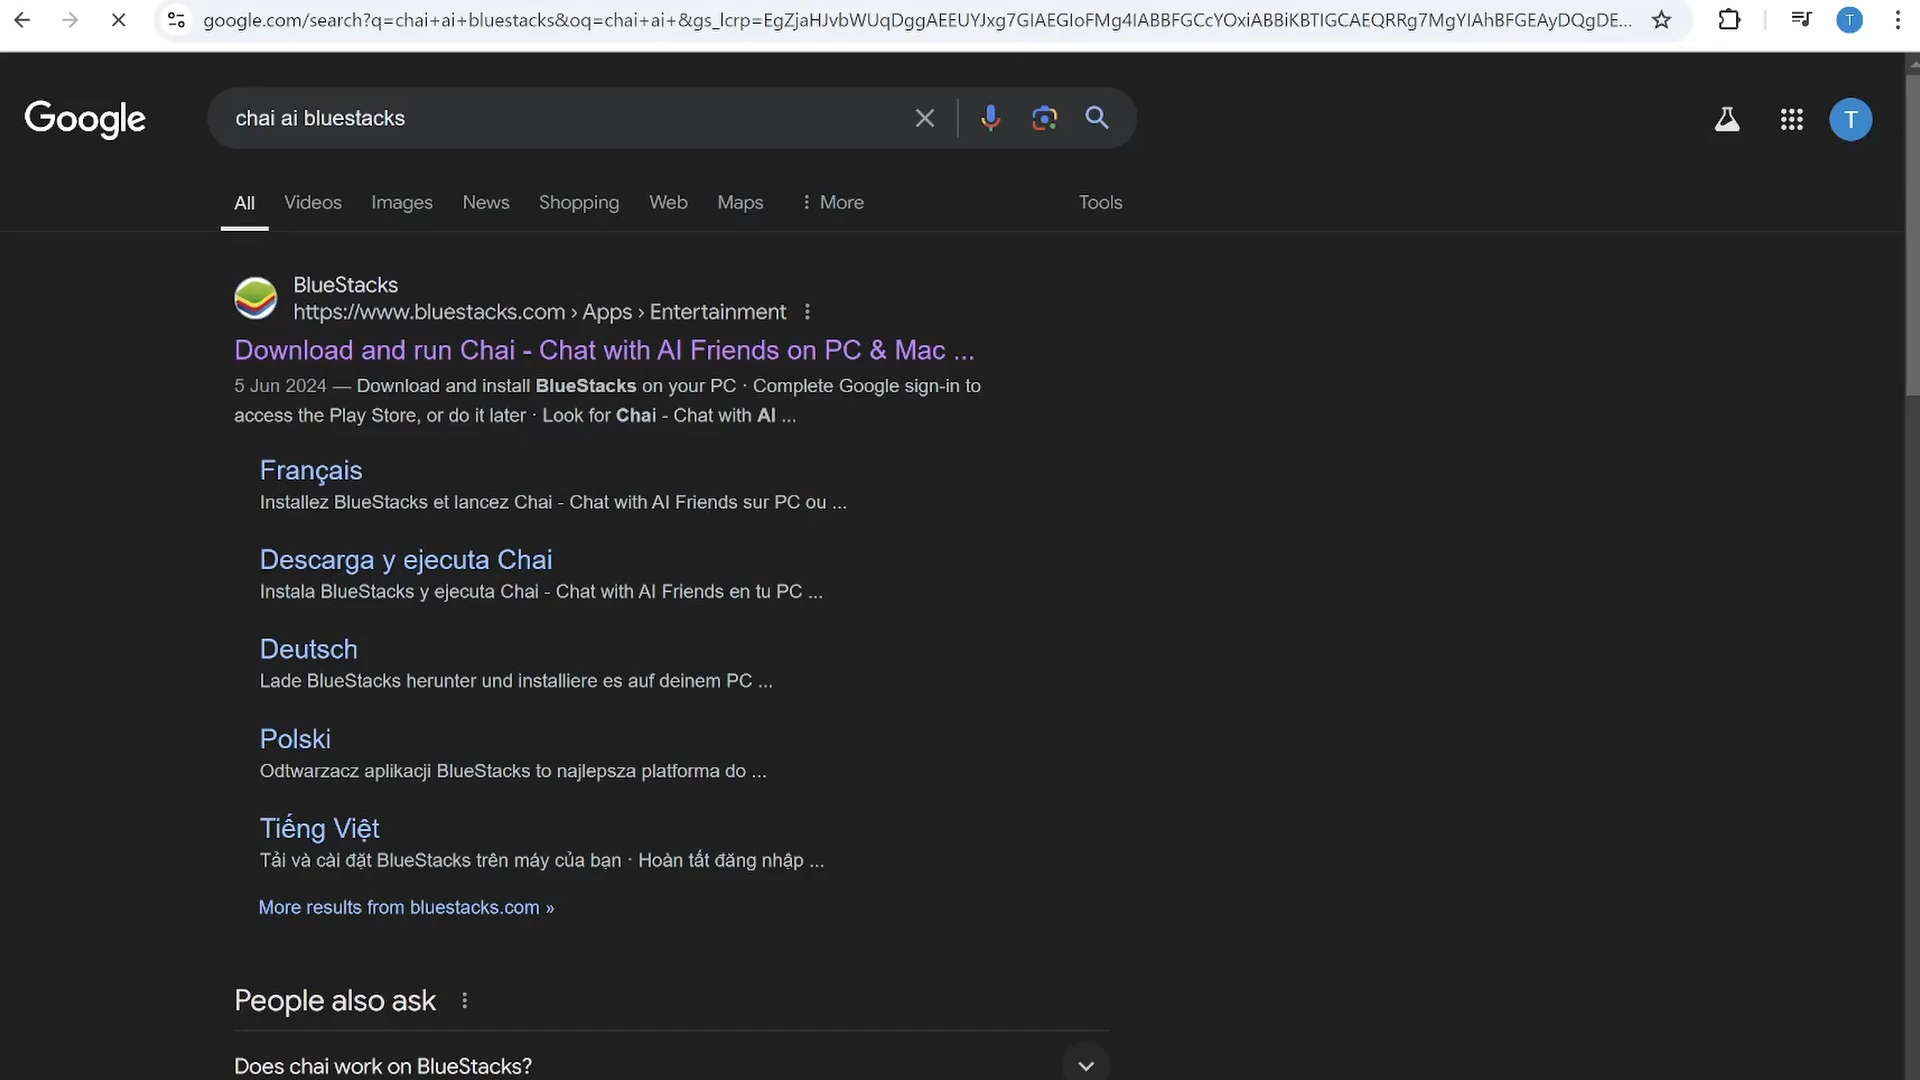 google.com/search?q=chai+ai+bluestacks&oq=chai+ai+&gs_lcrp=EgZjaHJvbWUqDggAEEUYJxg7GIAEGIoFMg4IABBFGCcYOxiABBiKBTIGCAEQRRg7MgYIAhBFGEAyDQgDE...
T
Google
chai ai bluestacks
T
All Videos Images News Shopping Web Maps More Tools
BlueStacks
https://www.bluestacks.com › Apps › Entertainment
Download and run Chai - Chat with AI Friends on PC & Mac ...
5 Jun 2024 — Download and install BlueStacks on your PC · Complete Google sign-in to
access the Play Store, or do it later · Look for Chai - Chat with AI ...
Français
Installez BlueStacks et lancez Chai - Chat with AI Friends sur PC ou ...
Descarga y ejecuta Chai
Instala BlueStacks y ejecuta Chai - Chat with AI Friends en tu PC ...
Deutsch
Lade BlueStacks herunter und installiere es auf deinem PC ...
Polski
Odtwarzacz aplikacji BlueStacks to najlepsza platforma do ...
Tiếng Việt
Tải và cài đặt BlueStacks trên máy của bạn · Hoàn tất đăng nhập ...
More results from bluestacks.com »
People also ask
Does chai work on BlueStacks?